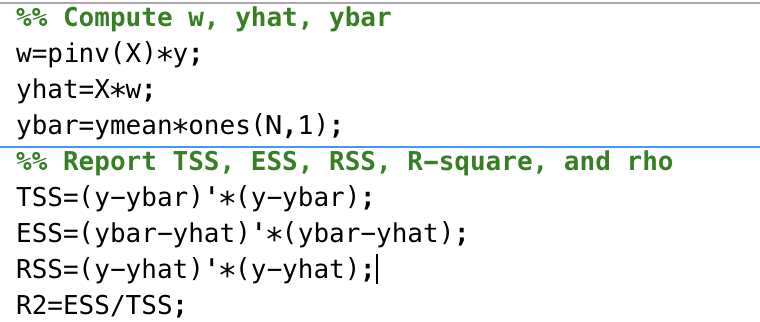 %% Compute w, yhat, ybar
w=pinv(X)*y;
yhat=X*w;
ybar=ymean*ones(N,1);
%% Report TSS, ESS, RSS, R-square, and rho
TSS=(y-ybar)'*(y-ybar);
ESS=(ybar-yhat)'*(ybar-yhat);
RSS=(y-yhat)'*(y-yhat);
R2=ESS/TSS;